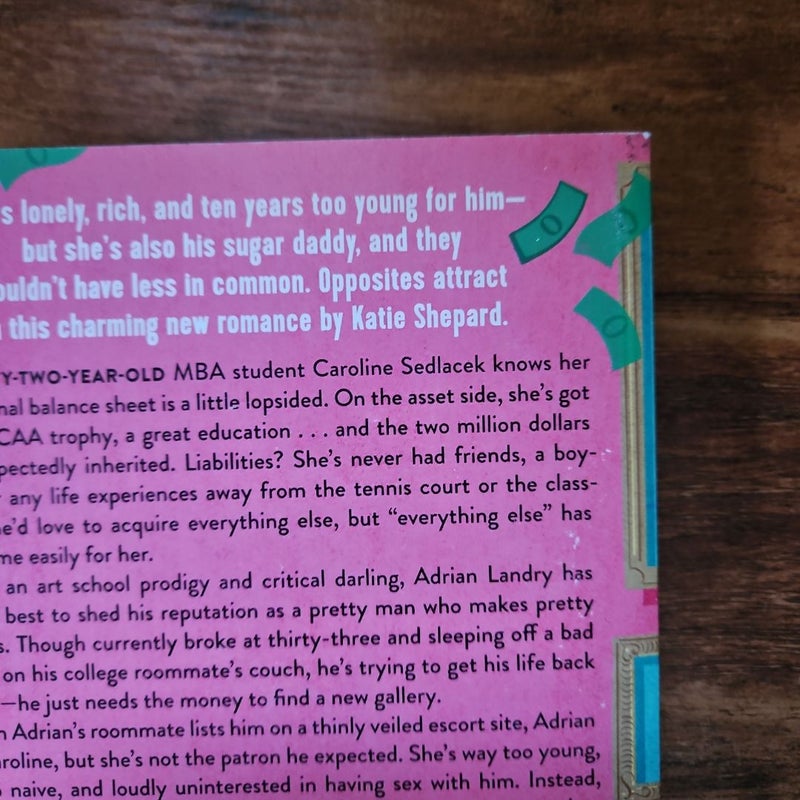 s lonely, rich, and ten years too young for him—
but she's also his sugar daddy, and they
ouldn't have less in common. Opposites attract
this charming new romance by Katie Shepard.
Y-TWO-YEAR-OLD MBA student Caroline Sedlacek knows her
nal balance sheet is a little lopsided. On the asset side, she's got
CAA trophy, a great education . . . and the two million dollars
pectedly inherited. Liabilities? She's never had friends, a boy-
any life experiences away from the tennis court or the class-
e'd love to acquire everything else, but "everything else" has
me easily for her.
an art school prodigy and critical darling, Adrian Landry has
best to shed his reputation as a pretty man who makes pretty
s. Though currently broke at thirty-three and sleeping off a bad
on his college roommate's couch, he's trying to get his life back
—he just needs the money to find a new gallery.
n Adrian's roommate lists him on a thinly veiled escort site, Adrian
roline, but she's not the patron he expected. She's way too young,
naive, and loudly uninterested in having sex with him. Instead,